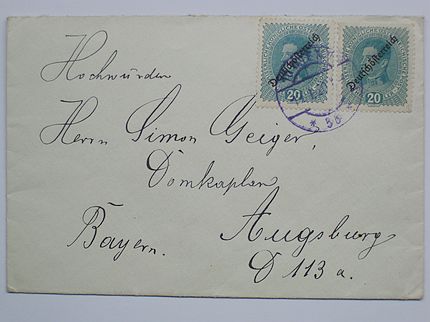 Deutschösterreich Deutschösterreich
20 20
Hochwürden
Herrn Simon Geiger,
Domkaplan
Bayern. Augsburg
D 113 a.